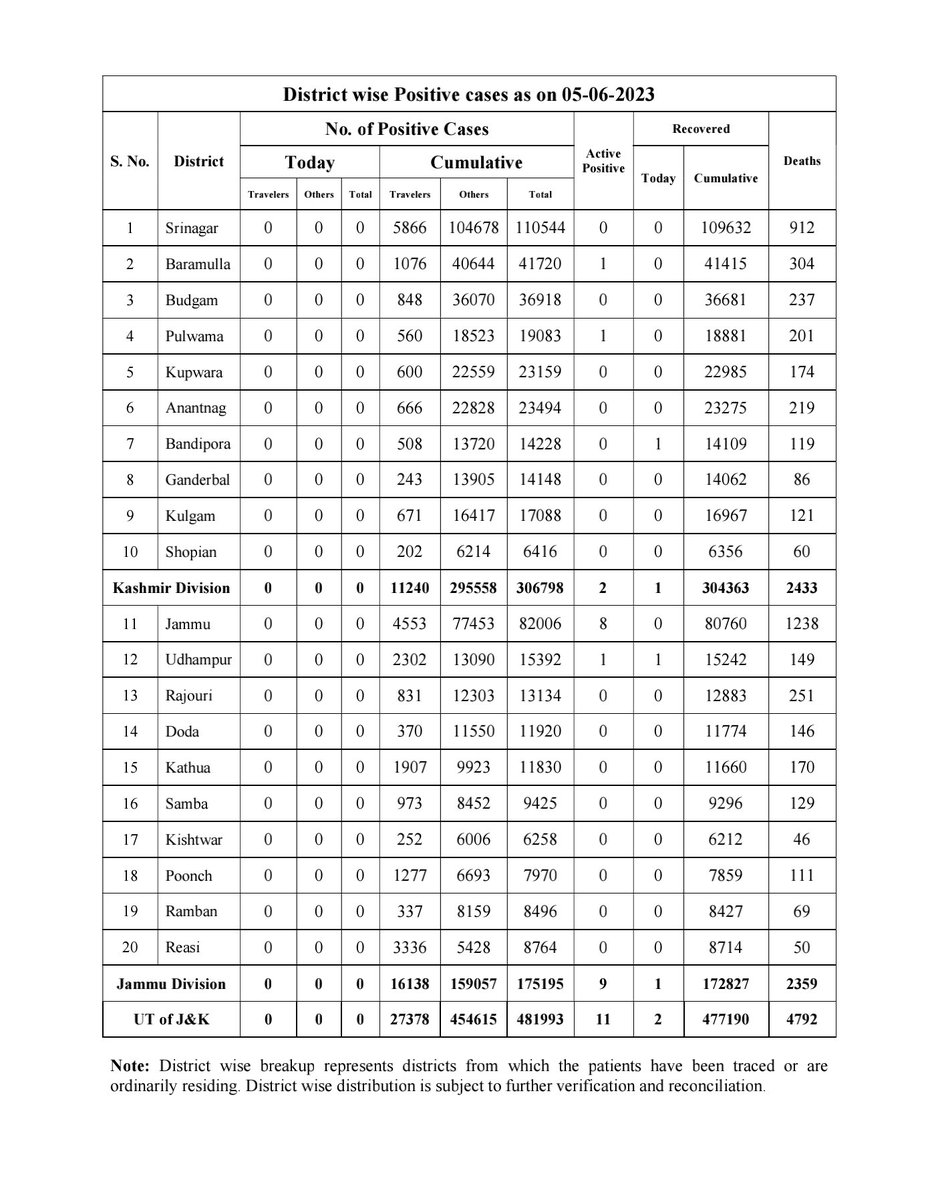 District wise Positive cases as on 05-06-2023
S. No. District No. of Positive Cases Active Positive Recovered Deaths
Today Cumulative Today Cumulative
Travelers Others Total Travelers Others Total
1 Srinagar 0 0 0 5866 104678 110544 0 0 109632 912
2 Baramulla 0 0 0 1076 40644 41720 1 0 41415 304
3 Budgam 0 0 0 848 36070 36918 0 0 36681 237
4 Pulwama 0 0 0 560 18523 19083 1 0 18881 201
5 Kupwara 0 0 0 600 22559 23159 0 0 22985 174
6 Anantnag 0 0 0 666 22828 23494 0 0 23275 219
7 Bandipora 0 0 0 508 13720 14228 0 1 14109 119
8 Ganderbal 0 0 0 243 13905 14148 0 0 14062 86
9 Kulgam 0 0 0 671 16417 17088 0 0 16967 121
10 Shopian 0 0 0 202 6214 6416 0 0 6356 60
Kashmir Division 0 0 0 11240 295558 306798 2 1 304363 2433
11 Jammu 0 0 0 4553 77453 82006 8 0 80760 1238
12 Udhampur 0 0 0 2302 13090 15392 1 1 15242 149
13 Rajouri 0 0 0 831 12303 13134 0 0 12883 251
14 Doda 0 0 0 370 11550 11920 0 0 11774 146
15 Kathua 0 0 0 1907 9923 11830 0 0 11660 170
16 Samba 0 0 0 973 8452 9425 0 0 9296 129
17 Kishtwar 0 0 0 252 6006 6258 0 0 6212 46
18 Poonch 0 0 0 1277 6693 7970 0 0 7859 111
19 Ramban 0 0 0 337 8159 8496 0 0 8427 69
20 Reasi 0 0 0 3336 5428 8764 0 0 8714 50
Jammu Division 0 0 0 16138 159057 175195 9 1 172827 2359
UT of J&K 0 0 0 27378 454615 481993 11 2 477190 4792
Note: District wise breakup represents districts from which the patients have been traced or are
ordinarily residing. District wise distribution is subject to further verification and reconciliation.